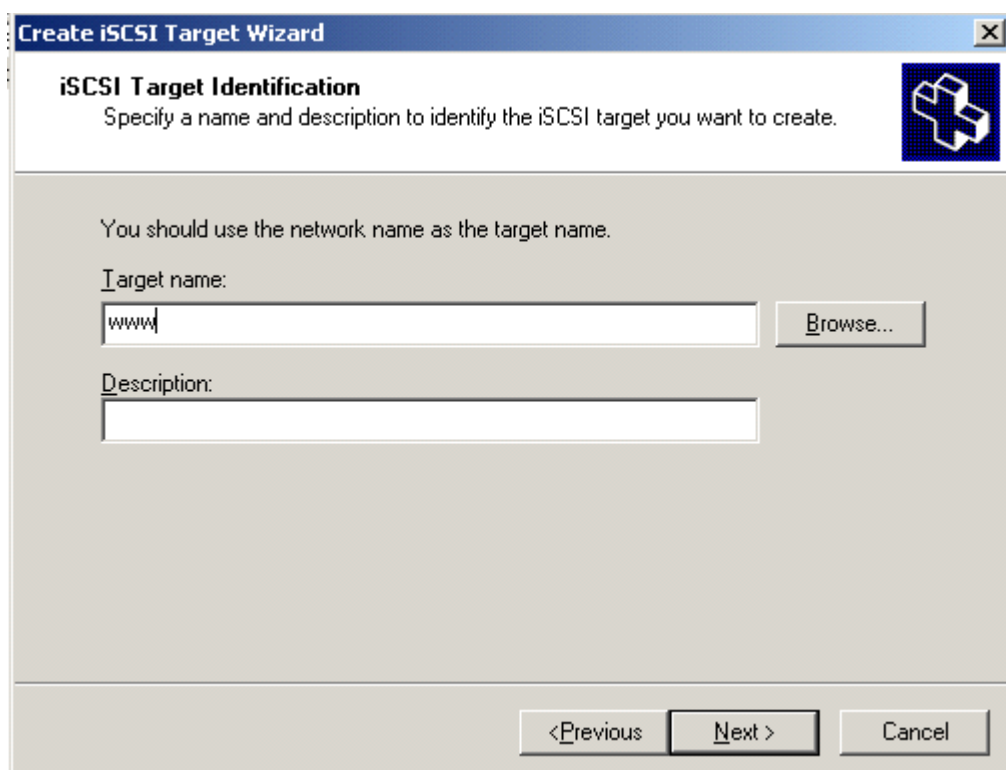 Create iSCSI Target Wizard
iSCSI Target Identification
Specify a name and description to identify the iSCSI target you want to create.
You should use the network name as the target name.
Target name:
www
Browse...
Description:
<Previous
Next >
Cancel